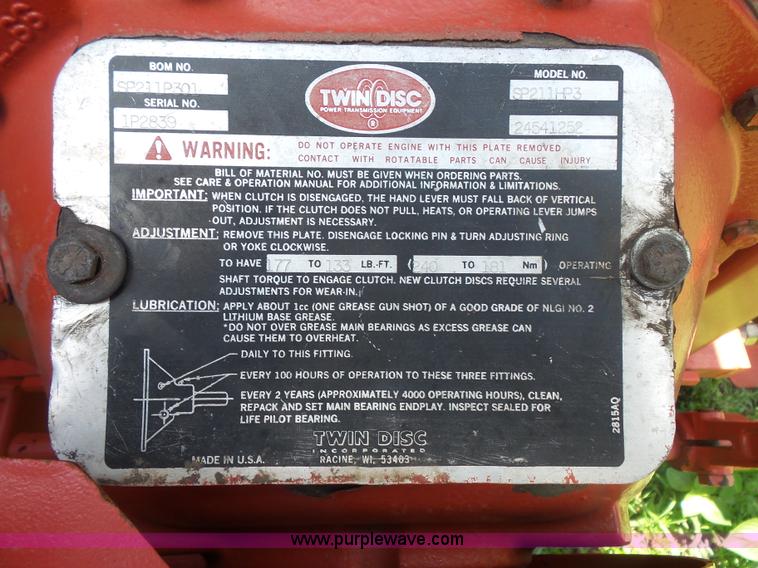 BOM NO.
SP211P301
SERIAL NO.
1P2839
TWIN DISC
POWER TRANSMISSION EQUIPMENT
®
MODEL NO.
SP211HP3
24541252
WARNING: DO NOT OPERATE ENGINE WITH THIS PLATE REMOVED
CONTACT WITH ROTATABLE PARTS CAN CAUSE INJURY
BILL OF MATERIAL NO. MUST BE GIVEN WHEN ORDERING PARTS.
SEE CARE & OPERATION MANUAL FOR ADDITIONAL INFORMATION & LIMITATIONS.
IMPORTANT: WHEN CLUTCH IS DISENGAGED. THE HAND LEVER MUST FALL BACK OF VERTICAL
POSITION. IF THE CLUTCH DOES NOT PULL, HEATS, OR OPERATING LEVER JUMPS
OUT, ADJUSTMENT IS NECESSARY.
ADJUSTMENT: REMOVE THIS PLATE. DISENGAGE LOCKING PIN & TURN ADJUSTING RING
OR YOKE CLOCKWISE.
TO HAVE 177 TO 133 LB.-FT. (240 TO 181 Nm) OPERATING
SHAFT TORQUE TO ENGAGE CLUTCH. NEW CLUTCH DISCS REQUIRE SEVERAL
ADJUSTMENTS FOR WEAR-IN.
LUBRICATION: APPLY ABOUT 1cc (ONE GREASE GUN SHOT) OF A GOOD GRADE OF NLGI NO. 2
LITHIUM BASE GREASE.
*DO NOT OVER GREASE MAIN BEARINGS AS EXCESS GREASE CAN
CAUSE THEM TO OVERHEAT.
DAILY TO THIS FITTING.
EVERY 100 HOURS OF OPERATION TO THESE THREE FITTINGS.
EVERY 2 YEARS (APPROXIMATELY 4000 OPERATING HOURS), CLEAN,
REPACK AND SET MAIN BEARING ENDPLAY. INSPECT SEALED FOR
LIFE PILOT BEARING.
2815AQ
TWIN DISC
INCORPORATED
MADE IN U.S.A. RACINE, WI. 53403
www.purplewave.com